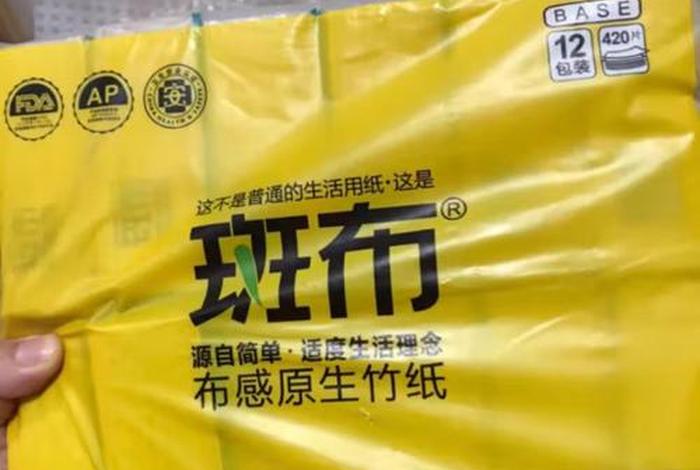 BASE
12
包装
420片
FDA
AP
这不是普通的生活用纸·这是
斑布®
源自简单·适度生活理念
布感原生竹纸